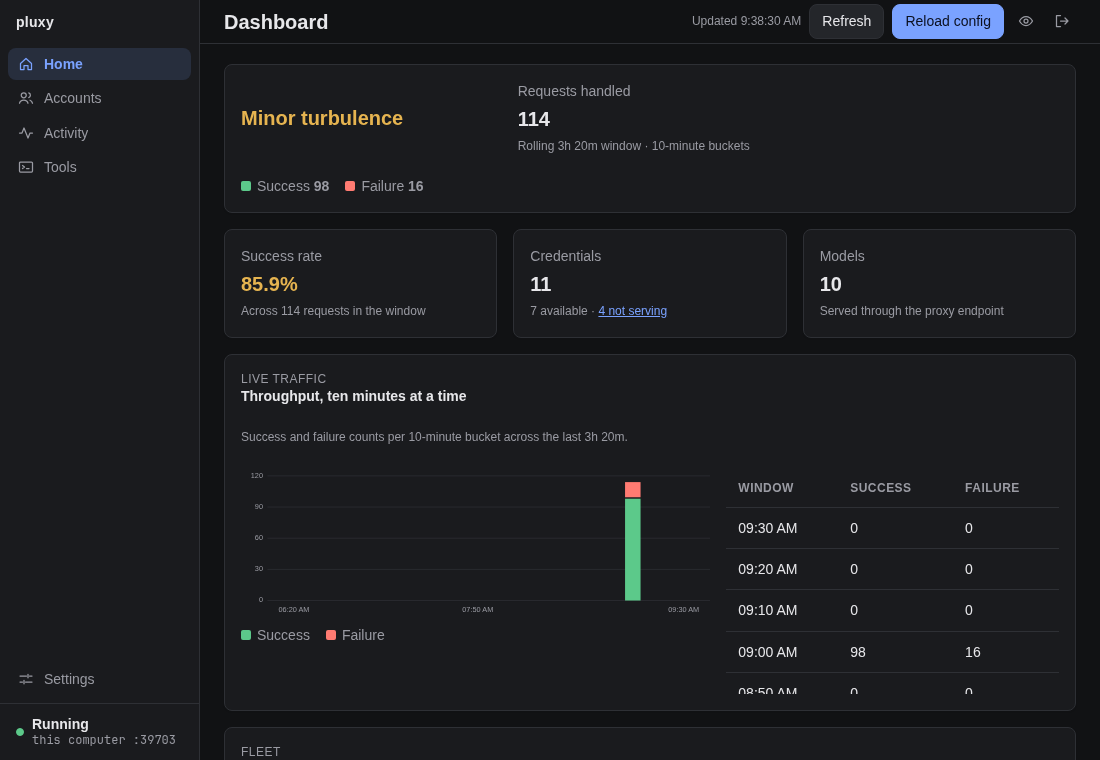 pluxy
Home
Accounts
Activity
Tools
Settings
Running
this computer :39703
Dashboard
Updated 9:38:30 AM
Refresh
Reload config
Minor turbulence
Requests handled
114
Rolling 3h 20m window · 10-minute buckets
Success 98
Failure 16
Success rate
85.9%
Across 114 requests in the window
Credentials
11
7 available · 4 not serving
Models
10
Served through the proxy endpoint
LIVE TRAFFIC
Throughput, ten minutes at a time
Success and failure counts per 10-minute bucket across the last 3h 20m.
120
90
60
30
0
06:20 AM
07:50 AM
09:30 AM
Success
Failure
WINDOW SUCCESS FAILURE
09:30 AM 0 0
09:20 AM 0 0
09:10 AM 0 0
09:00 AM 98 16
08:50 AM 0 0
FLEET